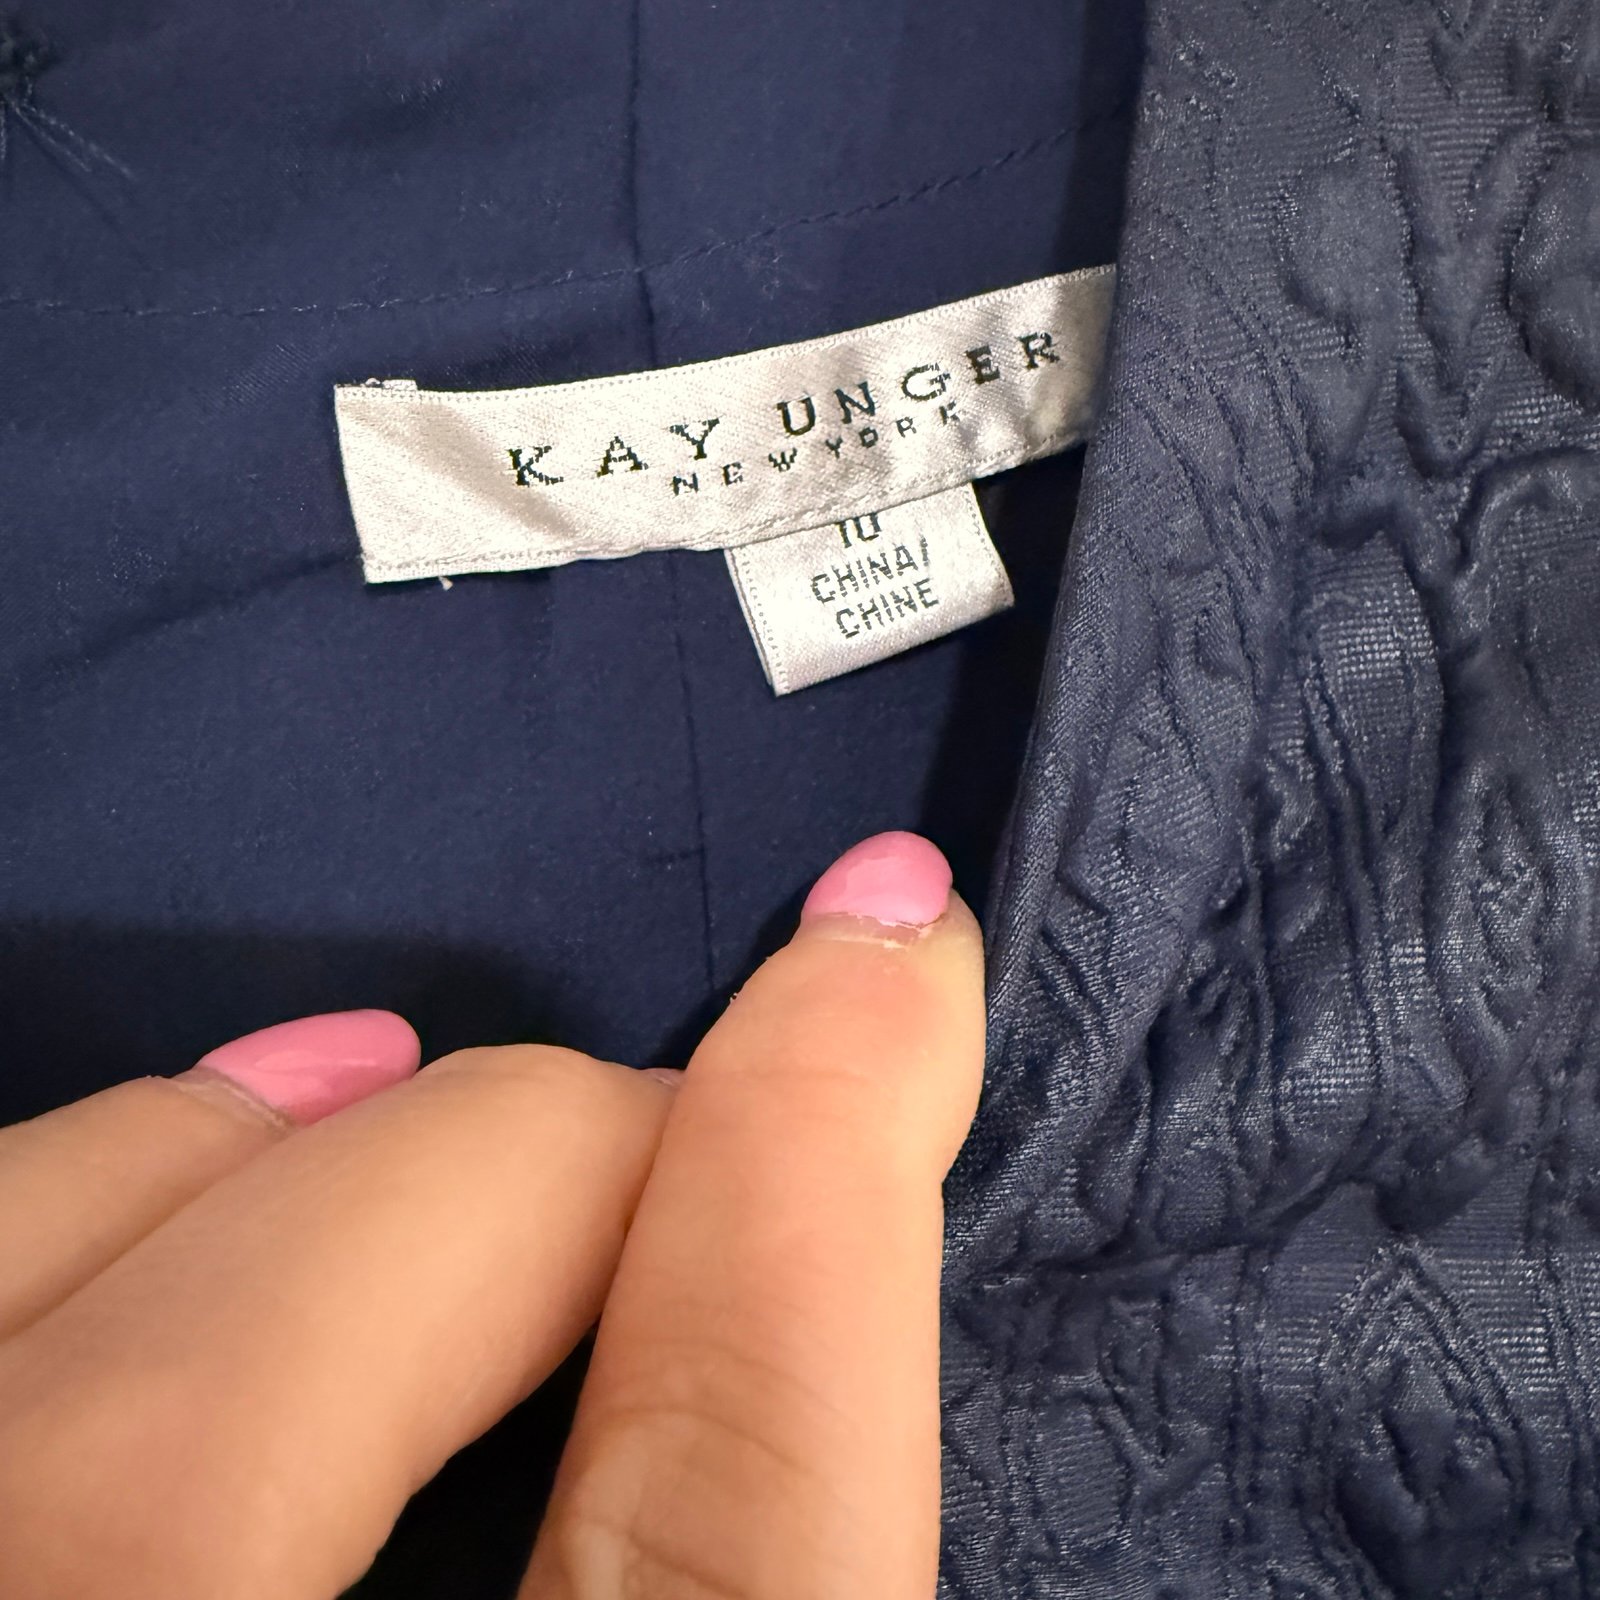 KAY UNGER
NEW YORK
10
CHINA/
CHINE